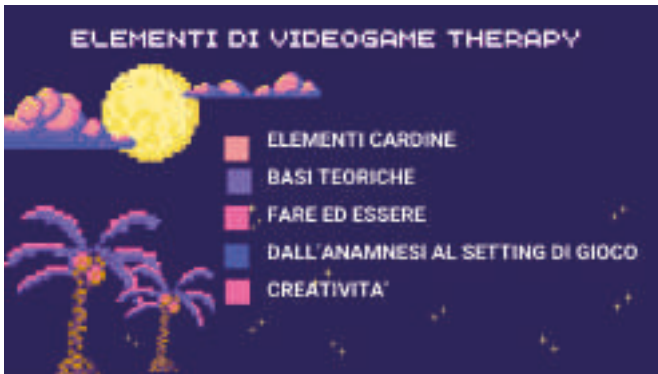 ELEMENTI DI VIDEOGAME THERAPY
ELEMENTI CARDINE
BASI TEORICHE
FARE ED ESSERE
DALL'ANAMNESI AL SETTING DI GIOCO
CREATIVITA'